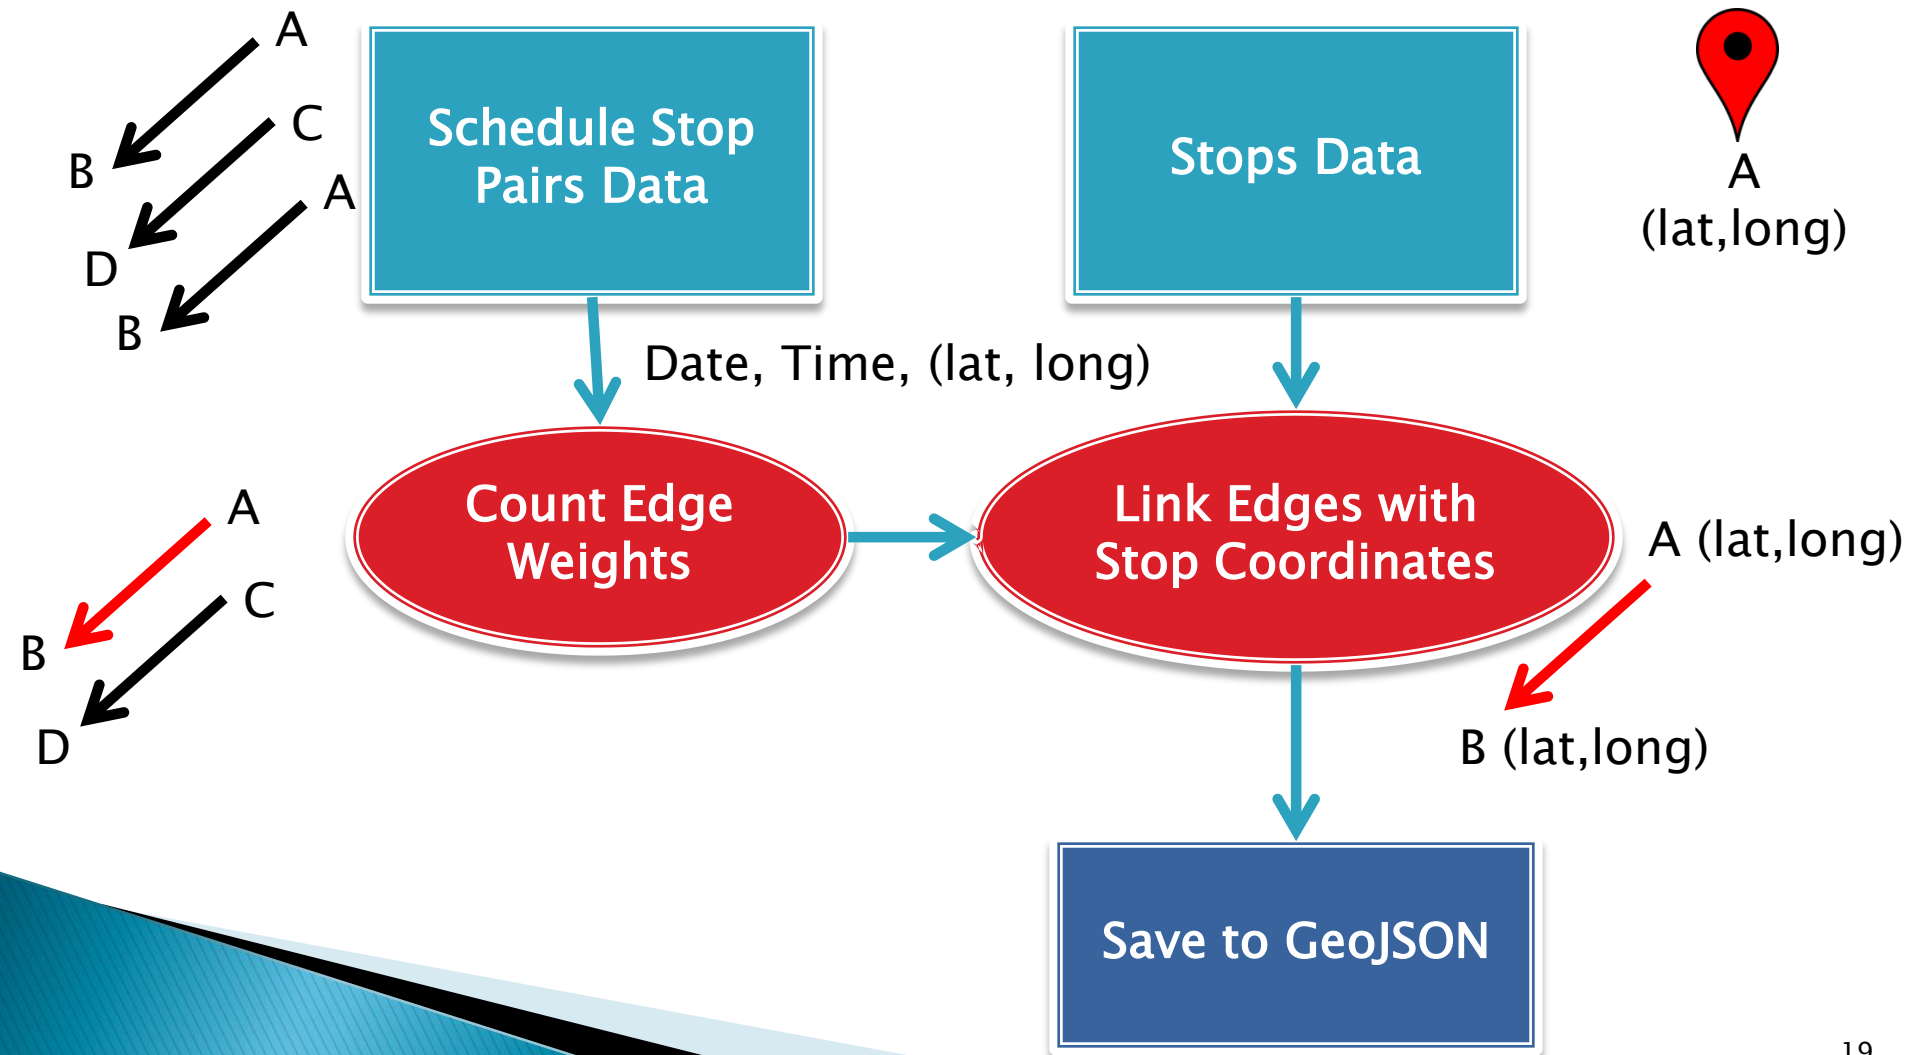 A
B
C
D
A
B
Schedule Stop
Pairs Data
Stops Data
A
(lat,long)
Date, Time, (lat, long)
A
B
C
D
Count Edge
Weights
Link Edges with
Stop Coordinates
A (lat,long)
B (lat,long)
Save to GeoJSON
19